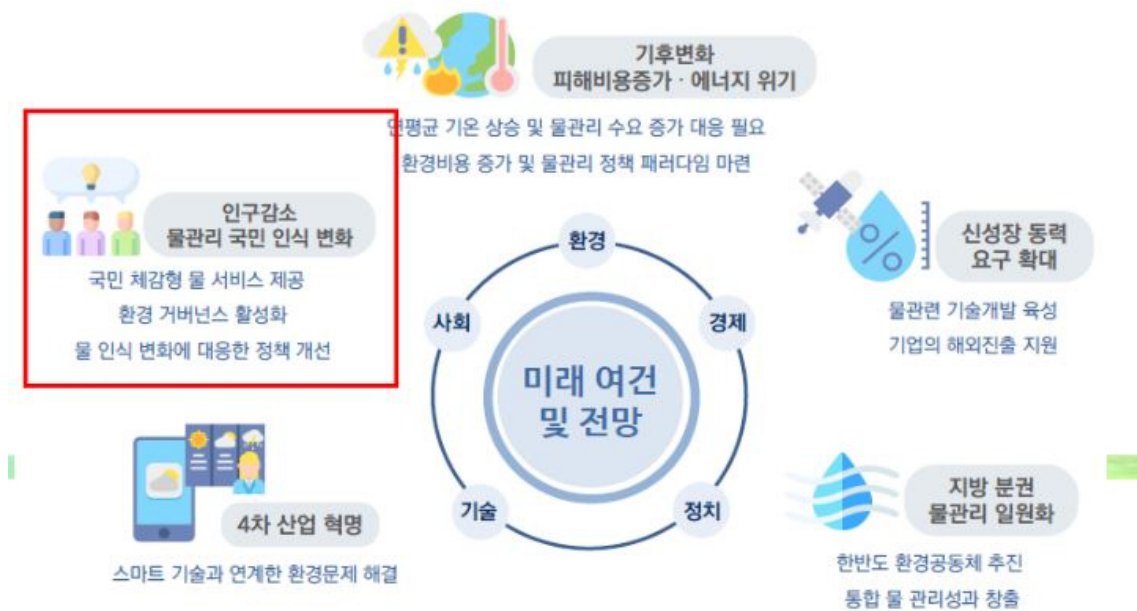 기후변화
피해비용증가 · 에너지 위기
연평균 기온 상승 및 물관리 수요 증가 대응 필요
환경비용 증가 및 물관리 정책 패러다임 마련
인구감소
물관리 국민 인식 변화
국민 체감형 물 서비스 제공
환경 거버넌스 활성화
물 인식 변화에 대응한 정책 개선
%
신성장 동력
요구 확대
물관련 기술개발 육성
기업의 해외진출 지원
환경
사회
경제
미래 여건
및 전망
기술
정치
4차 산업 혁명
스마트 기술과 연계한 환경문제 해결
지방 분권
물관리 일원화
한반도 환경공동체 추진
통합 물 관리성과 창출